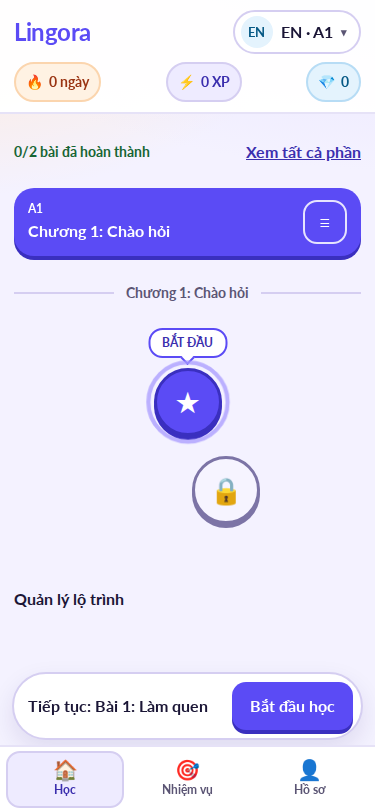 Lingora
EN EN · A1 ▾
🔥 0 ngày ⚡ 0 XP 💎 0
0/2 bài đã hoàn thành Xem tất cả phần
A1
Chương 1: Chào hỏi
Chương 1: Chào hỏi
BẮT ĐẦU
Quản lý lộ trình
Tiếp tục: Bài 1: Làm quen Bắt đầu học
Học Nhiệm vụ Hồ sơ